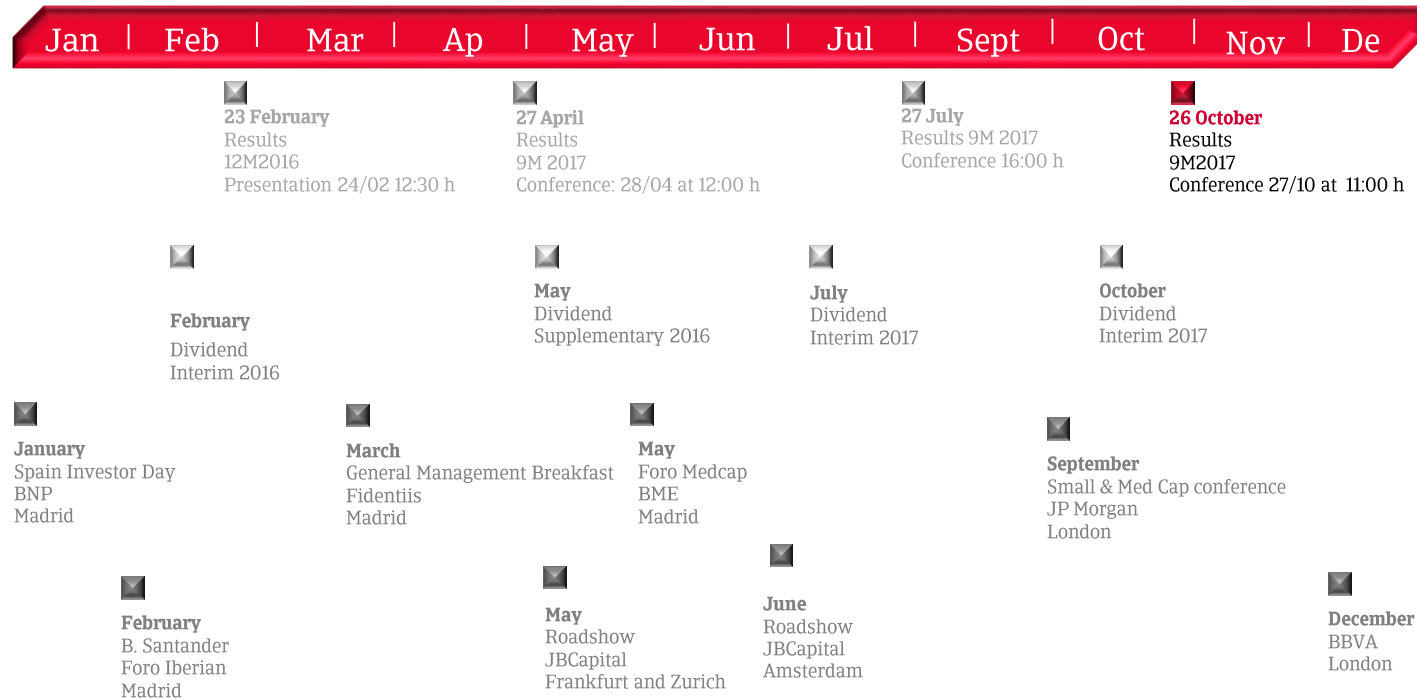 Jan | Feb | Mar | Ap | May | Jun | Jul | Sept | Oct | Nov | De
23 February
Results
12M2016
Presentation 24/02 12:30 h
27 April
Results
9M 2017
Conference: 28/04 at 12:00 h
27 July
Results 9M 2017
Conference 16:00 h
26 October
Results
9M2017
Conference 27/10 at 11:00 h
February
Dividend
Interim 2016
May
Dividend
Supplementary 2016
July
Dividend
Interim 2017
October
Dividend
Interim 2017
January
Spain Investor Day
BNP
Madrid
March
General Management Breakfast
Fidentiis
Madrid
May
Foro Medcap
BME
Madrid
September
Small & Med Cap conference
JP Morgan
London
February
B. Santander
Foro Iberian
Madrid
May
Roadshow
JBCapital
Frankfurt and Zurich
June
Roadshow
JBCapital
Amsterdam
December
BBVA
London